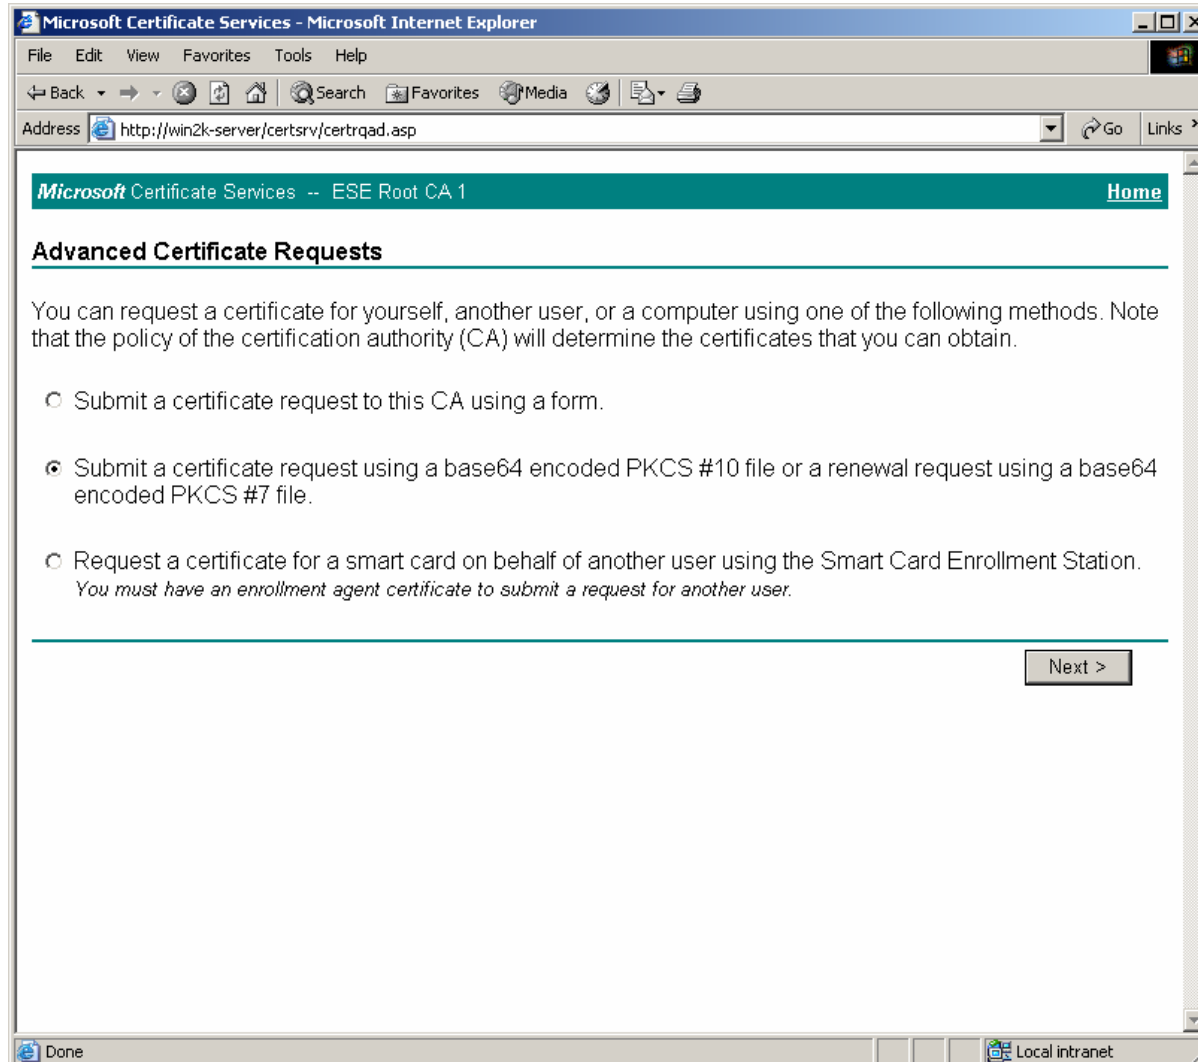 Microsoft Certificate Services - Microsoft Internet Explorer
File Edit View Favorites Tools Help
Back Search Favorites Media
Address http://win2k-server/certsrv/certrqad.asp Go Links
Microsoft Certificate Services -- ESE Root CA 1 Home
Advanced Certificate Requests
You can request a certificate for yourself, another user, or a computer using one of the following methods. Note
that the policy of the certification authority (CA) will determine the certificates that you can obtain.
Submit a certificate request to this CA using a form.
Submit a certificate request using a base64 encoded PKCS #10 file or a renewal request using a base64
encoded PKCS #7 file.
Request a certificate for a smart card on behalf of another user using the Smart Card Enrollment Station.
You must have an enrollment agent certificate to submit a request for another user.
Next >
Done Local intranet